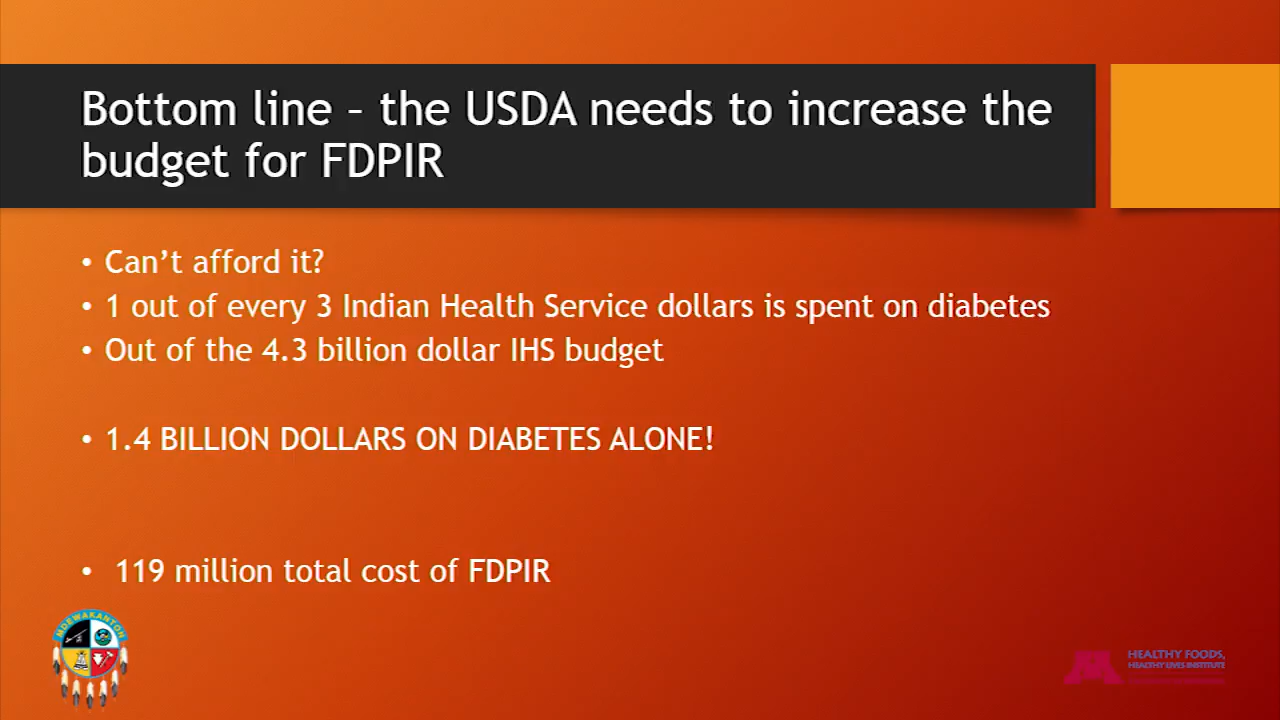 Bottom line – the USDA needs to increase the
budget for FDPIR
• Can't afford it?
• 1 out of every 3 Indian Health Service dollars is spent on diabetes
• Out of the 4.3 billion dollar IHS budget
• 1.4 BILLION DOLLARS ON DIABETES ALONE!
• 119 million total cost of FDPIR
MDEWAKANTON
HEALTHY FOODS,
HEALTHY LIVES INSTITUTE